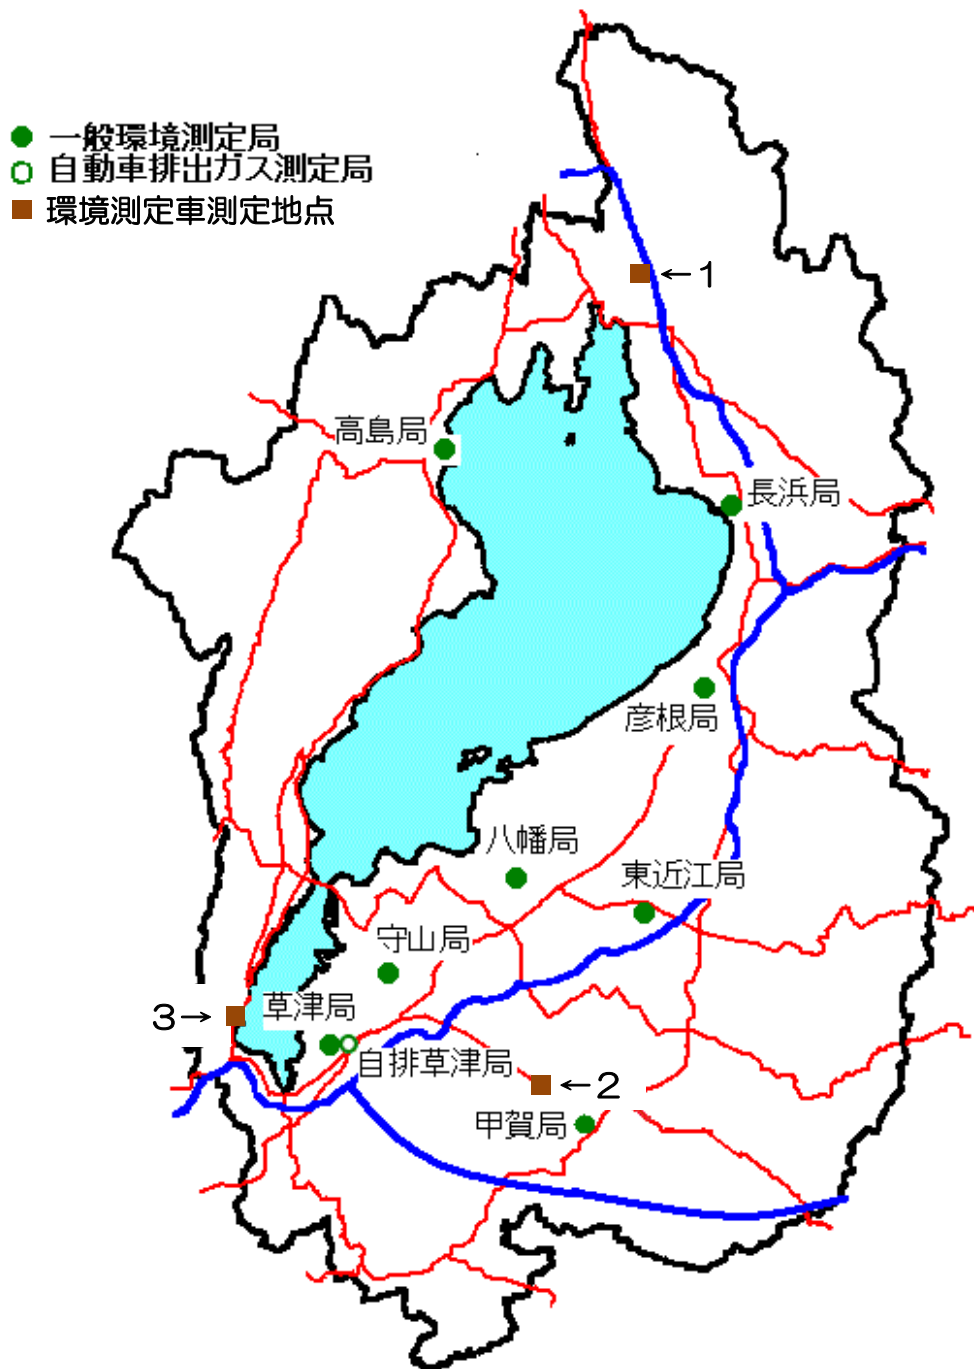 一般環境測定局
自動車排出ガス測定局
環境測定車測定地点
←1
高島局
長浜局
彦根局
八幡局
東近江局
守山局
3→
草津局
自排草津局
←2
甲賀局